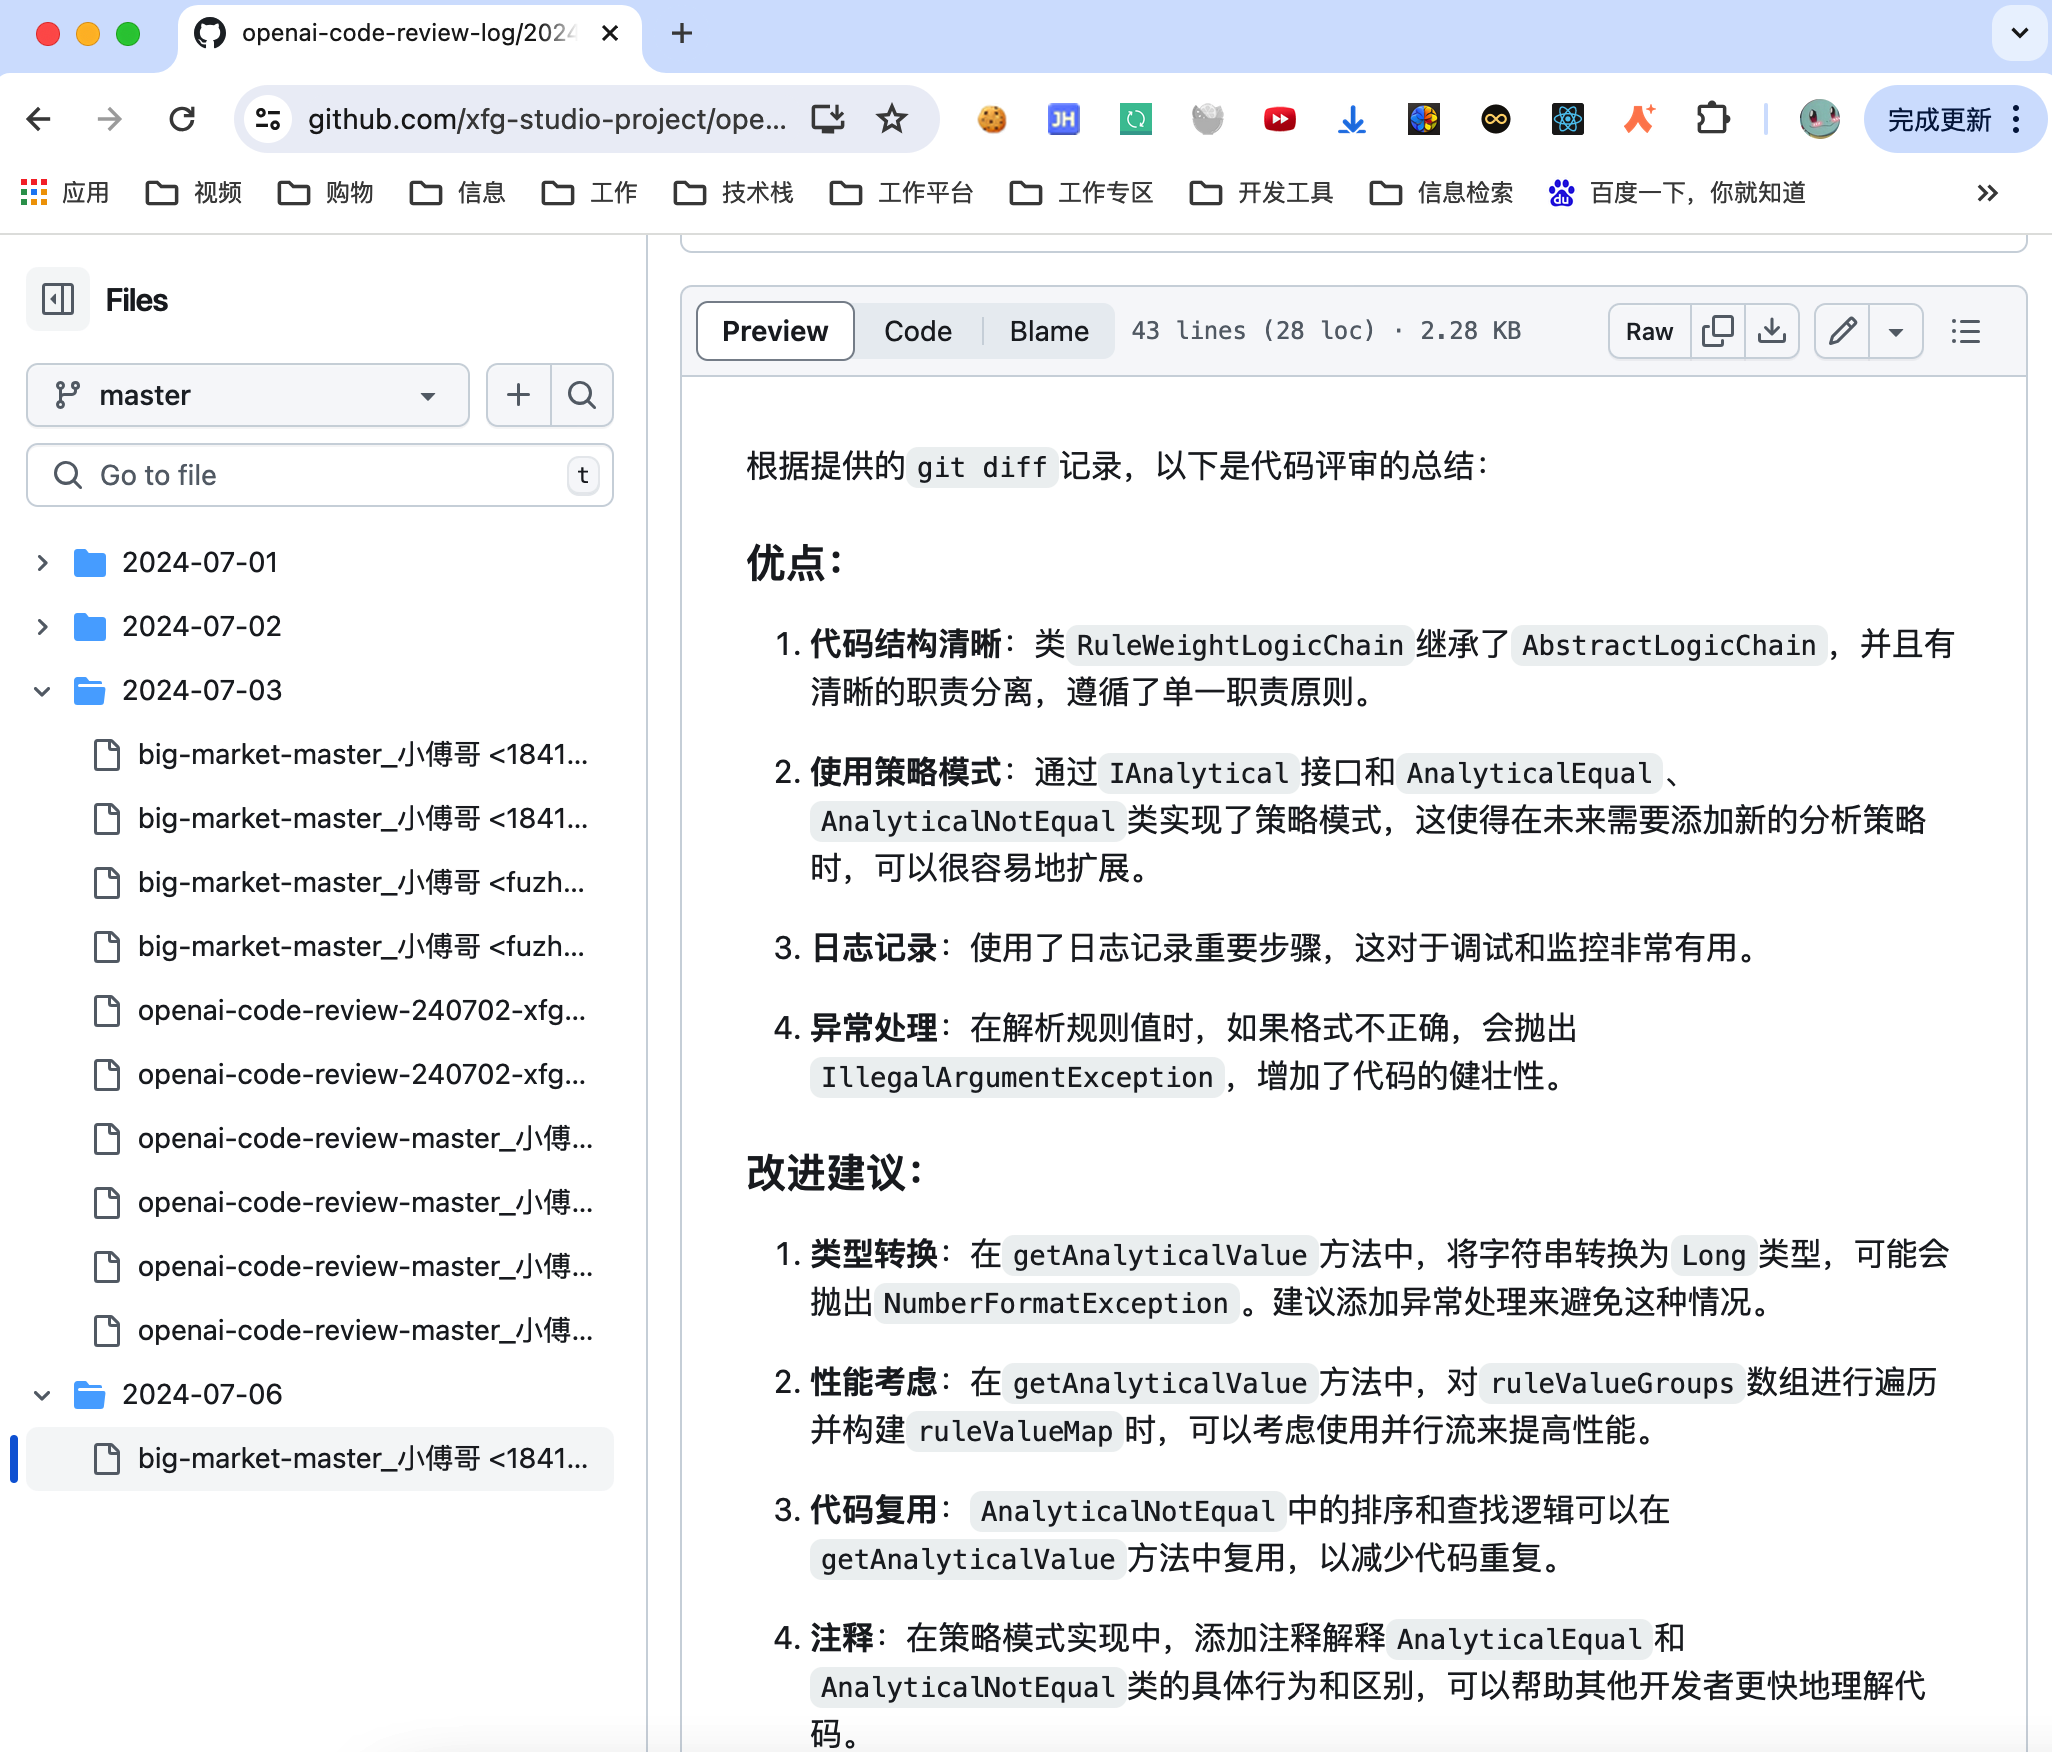 openai-code-review-log/2024
github.com/xfg-studio-project/ope...
JH
完成更新
应用
视频
购物
信息
工作
技术栈
工作平台
工作专区
开发工具
信息检索
du
百度一下，你就知道
Files
master
Go to file
t
2024-07-01
2024-07-02
2024-07-03
big-market-master_小傅哥 <1841...
big-market-master_小傅哥 <1841...
big-market-master_小傅哥 <fuzh...
big-market-master_小傅哥 <fuzh...
openai-code-review-240702-xfg...
openai-code-review-240702-xfg...
openai-code-review-master_小傅...
openai-code-review-master_小傅...
openai-code-review-master_小傅...
openai-code-review-master_小傅...
2024-07-06
big-market-master_小傅哥 <1841...
Preview
Code
Blame
43 lines (28 loc) · 2.28 KB
Raw
根据提供的 git diff 记录，以下是代码评审的总结：
优点：
1. 代码结构清晰：类 RuleWeightLogicChain 继承了 AbstractLogicChain ，并且有
清晰的职责分离，遵循了单一职责原则。
2. 使用策略模式：通过 IAnalytical 接口和 AnalyticalEqual 、
AnalyticalNotEqual 类实现了策略模式，这使得在未来需要添加新的分析策略
时，可以很容易地扩展。
3. 日志记录：使用了日志记录重要步骤，这对于调试和监控非常有用。
4. 异常处理：在解析规则值时，如果格式不正确，会抛出
IllegalArgumentException ，增加了代码的健壮性。
改进建议：
1. 类型转换：在 getAnalyticalValue 方法中，将字符串转换为 Long 类型，可能会
抛出 NumberFormatException 。建议添加异常处理来避免这种情况。
2. 性能考虑：在 getAnalyticalValue 方法中，对 ruleValueGroups 数组进行遍历
并构建 ruleValueMap 时，可以考虑使用并行流来提高性能。
3. 代码复用： AnalyticalNotEqual 中的排序和查找逻辑可以在
getAnalyticalValue 方法中复用，以减少代码重复。
4. 注释：在策略模式实现中，添加注释解释 AnalyticalEqual 和
AnalyticalNotEqual 类的具体行为和区别，可以帮助其他开发者更快地理解代
码。